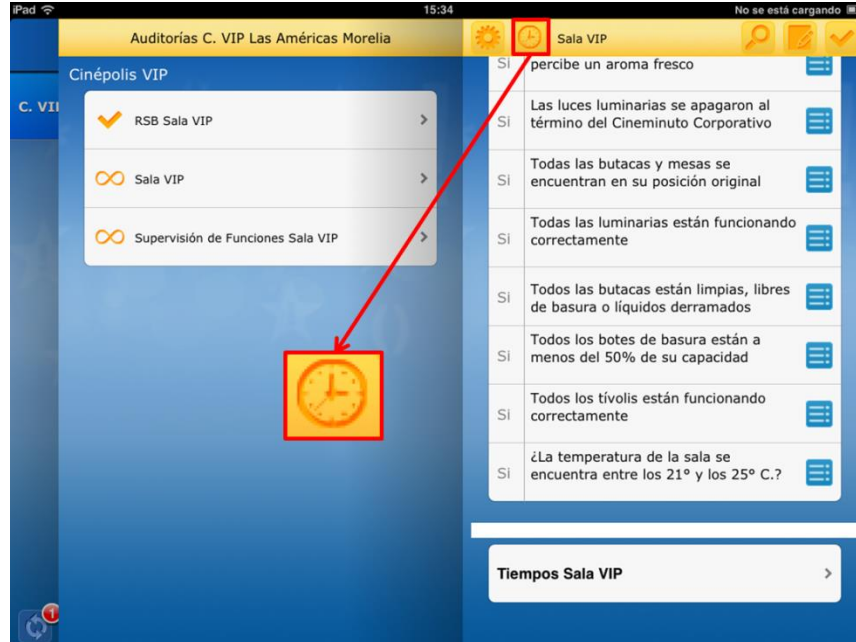 iPad
15:34
No se está cargando
Auditorías C. VIP Las Américas Morelia
Sala VIP
Cinépolis VIP
C. VII
RSB Sala VIP
Sala VIP
Supervisión de Funciones Sala VIP
Si
percibe un aroma fresco
Si
Las luces luminarias se apagaron al
término del Cineminuto Corporativo
Si
Todas las butacas y mesas se
encuentran en su posición original
Si
Todas las luminarias están funcionando
correctamente
Si
Todos las butacas están limpias, libres
de basura o líquidos derramados
Si
Todos los botes de basura están a
menos del 50% de su capacidad
Si
Todos los tívolis están funcionando
correctamente
Si
¿La temperatura de la sala se
encuentra entre los 21° y los 25° C.?
Tiempos Sala VIP
1